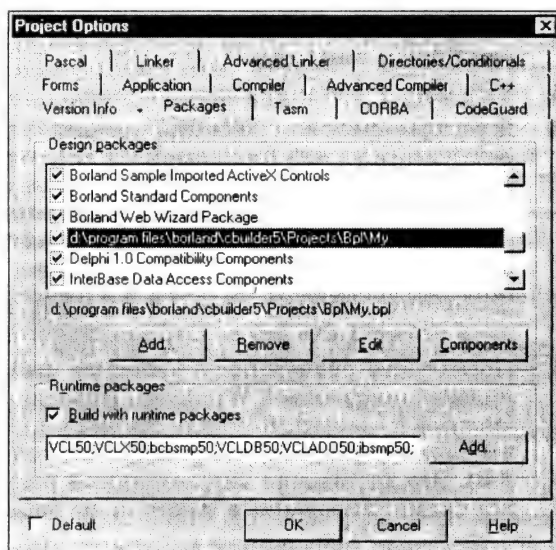 Project Options
Pascal Linker Advanced Linker Directories/Conditionals
Forms Application Compiler Advanced Compiler C++
Version Info Packages Tasm CORBA CodeGuard
Design packages
Borland Sample Imported ActiveX Controls
Borland Standard Components
Borland Web Wizard Package
d:\program files\borland\cbuilder5\Projects\Bpl\My
Delphi 1.0 Compatibility Components
InterBase Data Access Components
d:\program files\borland\cbuilder5\Projects\Bpl\My.bpl
Add... Remove Edit Components
Runtime packages
Build with runtime packages
VCL50;VCLX50;bcbsmp50;VCLDB50;VCLADO50;ibsmp50; Add...
Default OK Cancel Help